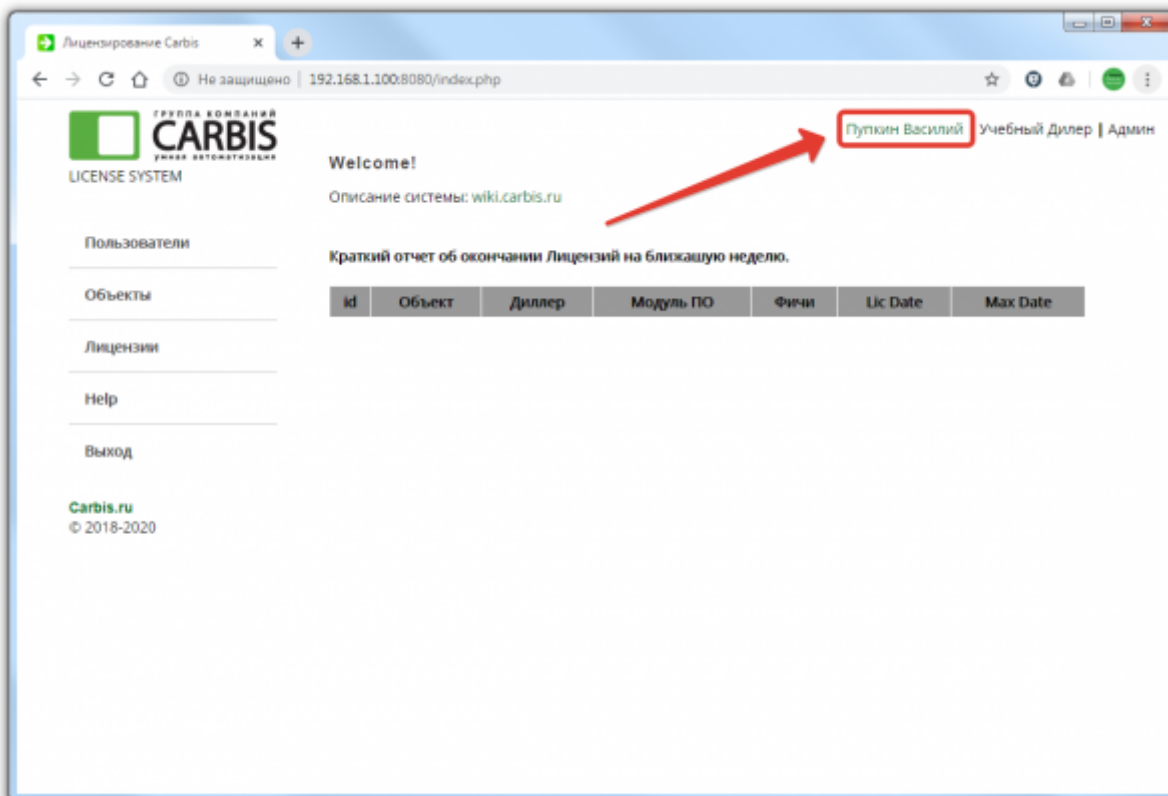 Лицензирование Carbis
Не защищено | 192.168.1.100:8080/index.php
ГРУППА КОМПАНИЙ
CARBIS
умная автоматизация
LICENSE SYSTEM
Пупкин Василий Учебный Дилер | Админ
Welcome!
Описание системы: wiki.carbis.ru
Краткий отчет об окончании Лицензий на ближашую неделю.
id Объект Диллер Модуль ПО Фичи Lic Date Max Date
Пользователи
Объекты
Лицензии
Help
Выход
Carbis.ru
© 2018-2020